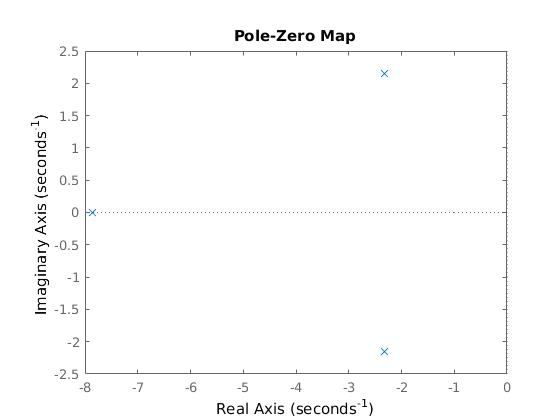 Pole-Zero Map
2.5
2
1.5
1
0.5
0
-0.5
-1
-1.5
-2
-2.5
Imaginary Axis (seconds⁻¹)
-8 -7 -6 -5 -4 -3 -2 -1 0
Real Axis (seconds⁻¹)